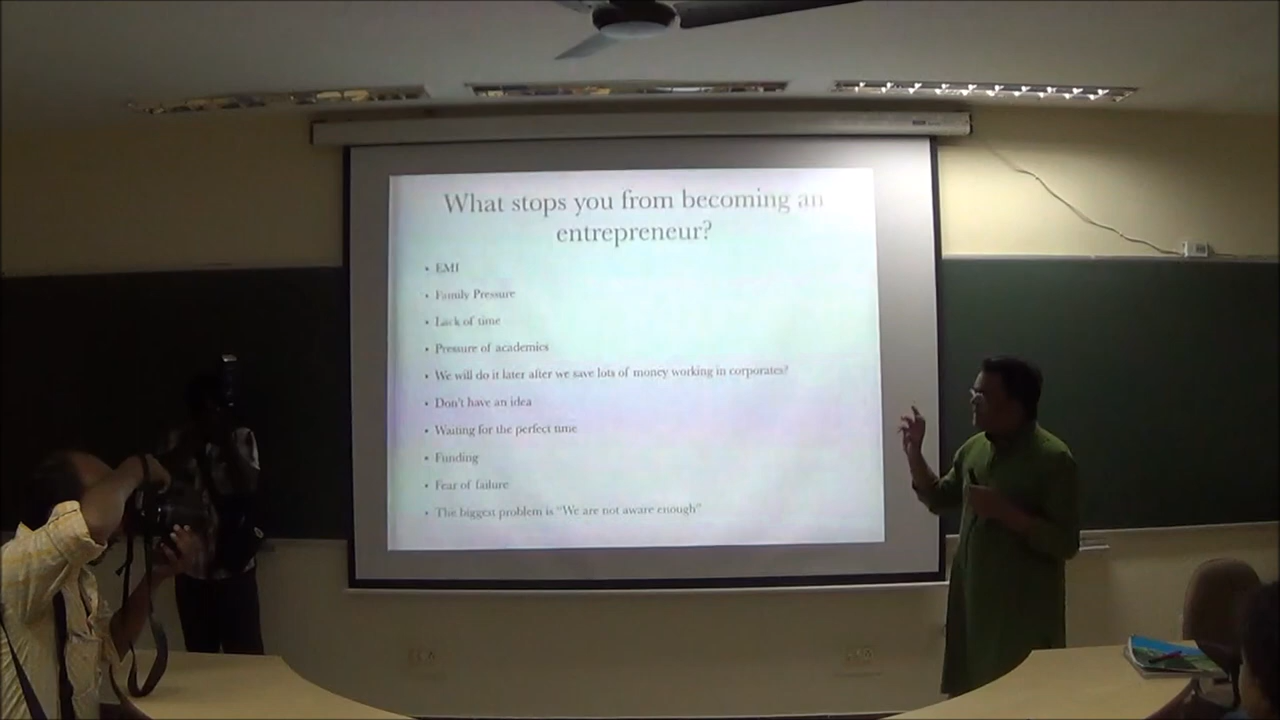 What stops you from becoming an
entrepreneur?
• EMI
• Family Pressure
• Lack of time
• Pressure of academics
• We will do it later after we save lots of money working in corporates?
• Don't have an idea
• Waiting for the perfect time
• Funding
• Fear of failure
• The biggest problem is "We are not aware enough"